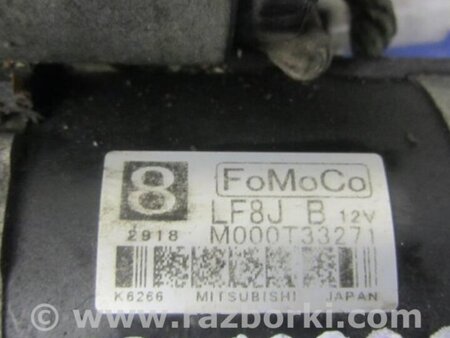 8 FoMoCo
LF8J B 12V
2918 M000T33271
K6266 MITSUBISHI JAPAN
© www.razborki.com